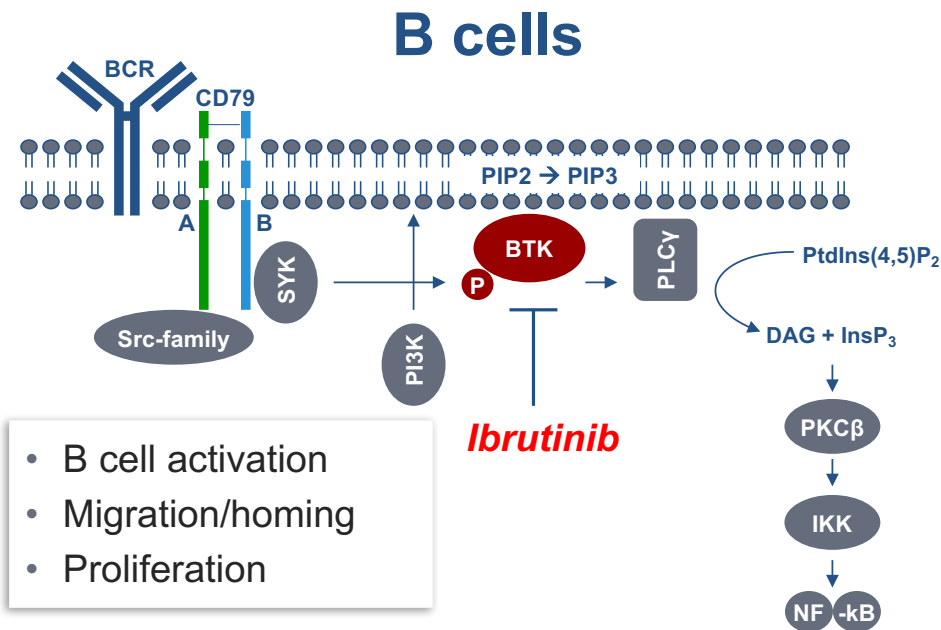 B cells
BCR
CD79
PIP2 → PIP3
A
B
SYK
BTK
P
PLCγ
PtdIns(4,5)P₂
Src-family
PI3K
DAG + InsP₃
Ibrutinib
PKCβ
IKK
NF -kB
• B cell activation
• Migration/homing
• Proliferation